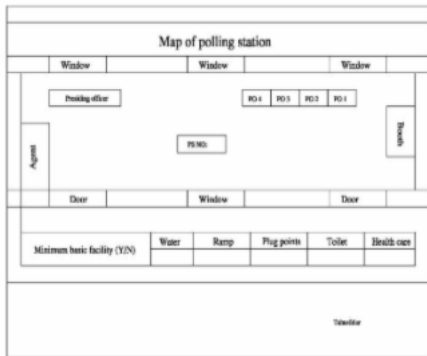 Map of polling station
Window Window Window
Presiding officer PO 4 PO 3 PO 2 PO 1
Agent Booth
PS NO:
Door Window Door
Minimum basic facility (Y/N) Water Ramp Plug points Toilet Health care